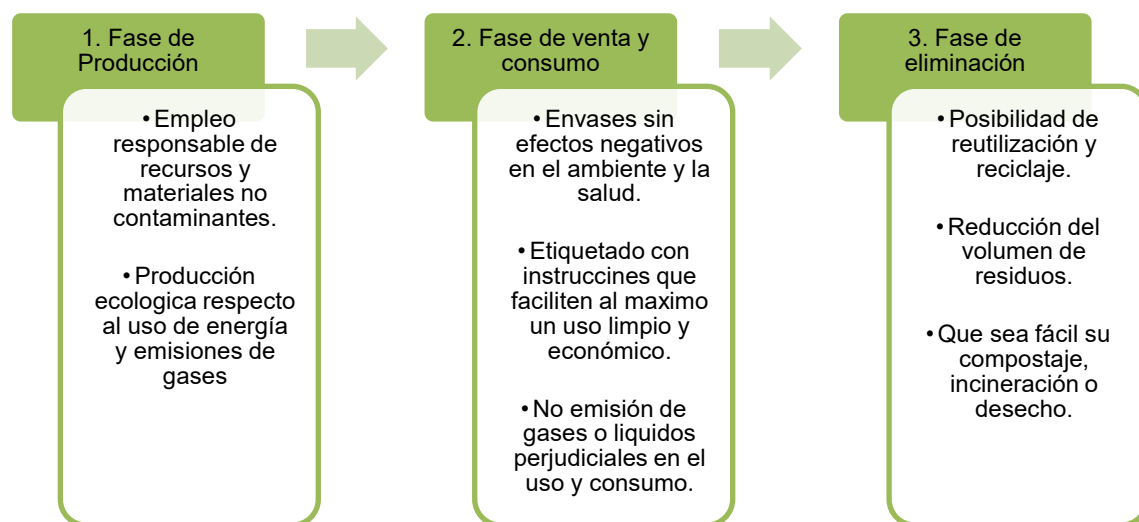 1. Fase de
Producción
• Empleo
responsable de
recursos y
materiales no
contaminantes.
• Producción
ecologica respecto
al uso de energía
y emisiones de
gases
2. Fase de venta y
consumo
• Envases sin
efectos negativos
en el ambiente y la
salud.
• Etiquetado con
instruccines que
faciliten al maximo
un uso limpio y
económico.
• No emisión de
gases o liquidos
perjudiciales en el
uso y consumo.
3. Fase de
eliminación
• Posibilidad de
reutilización y
reciclaje.
• Reducción del
volumen de
residuos.
• Que sea fácil su
compostaje,
incineración o
desecho.